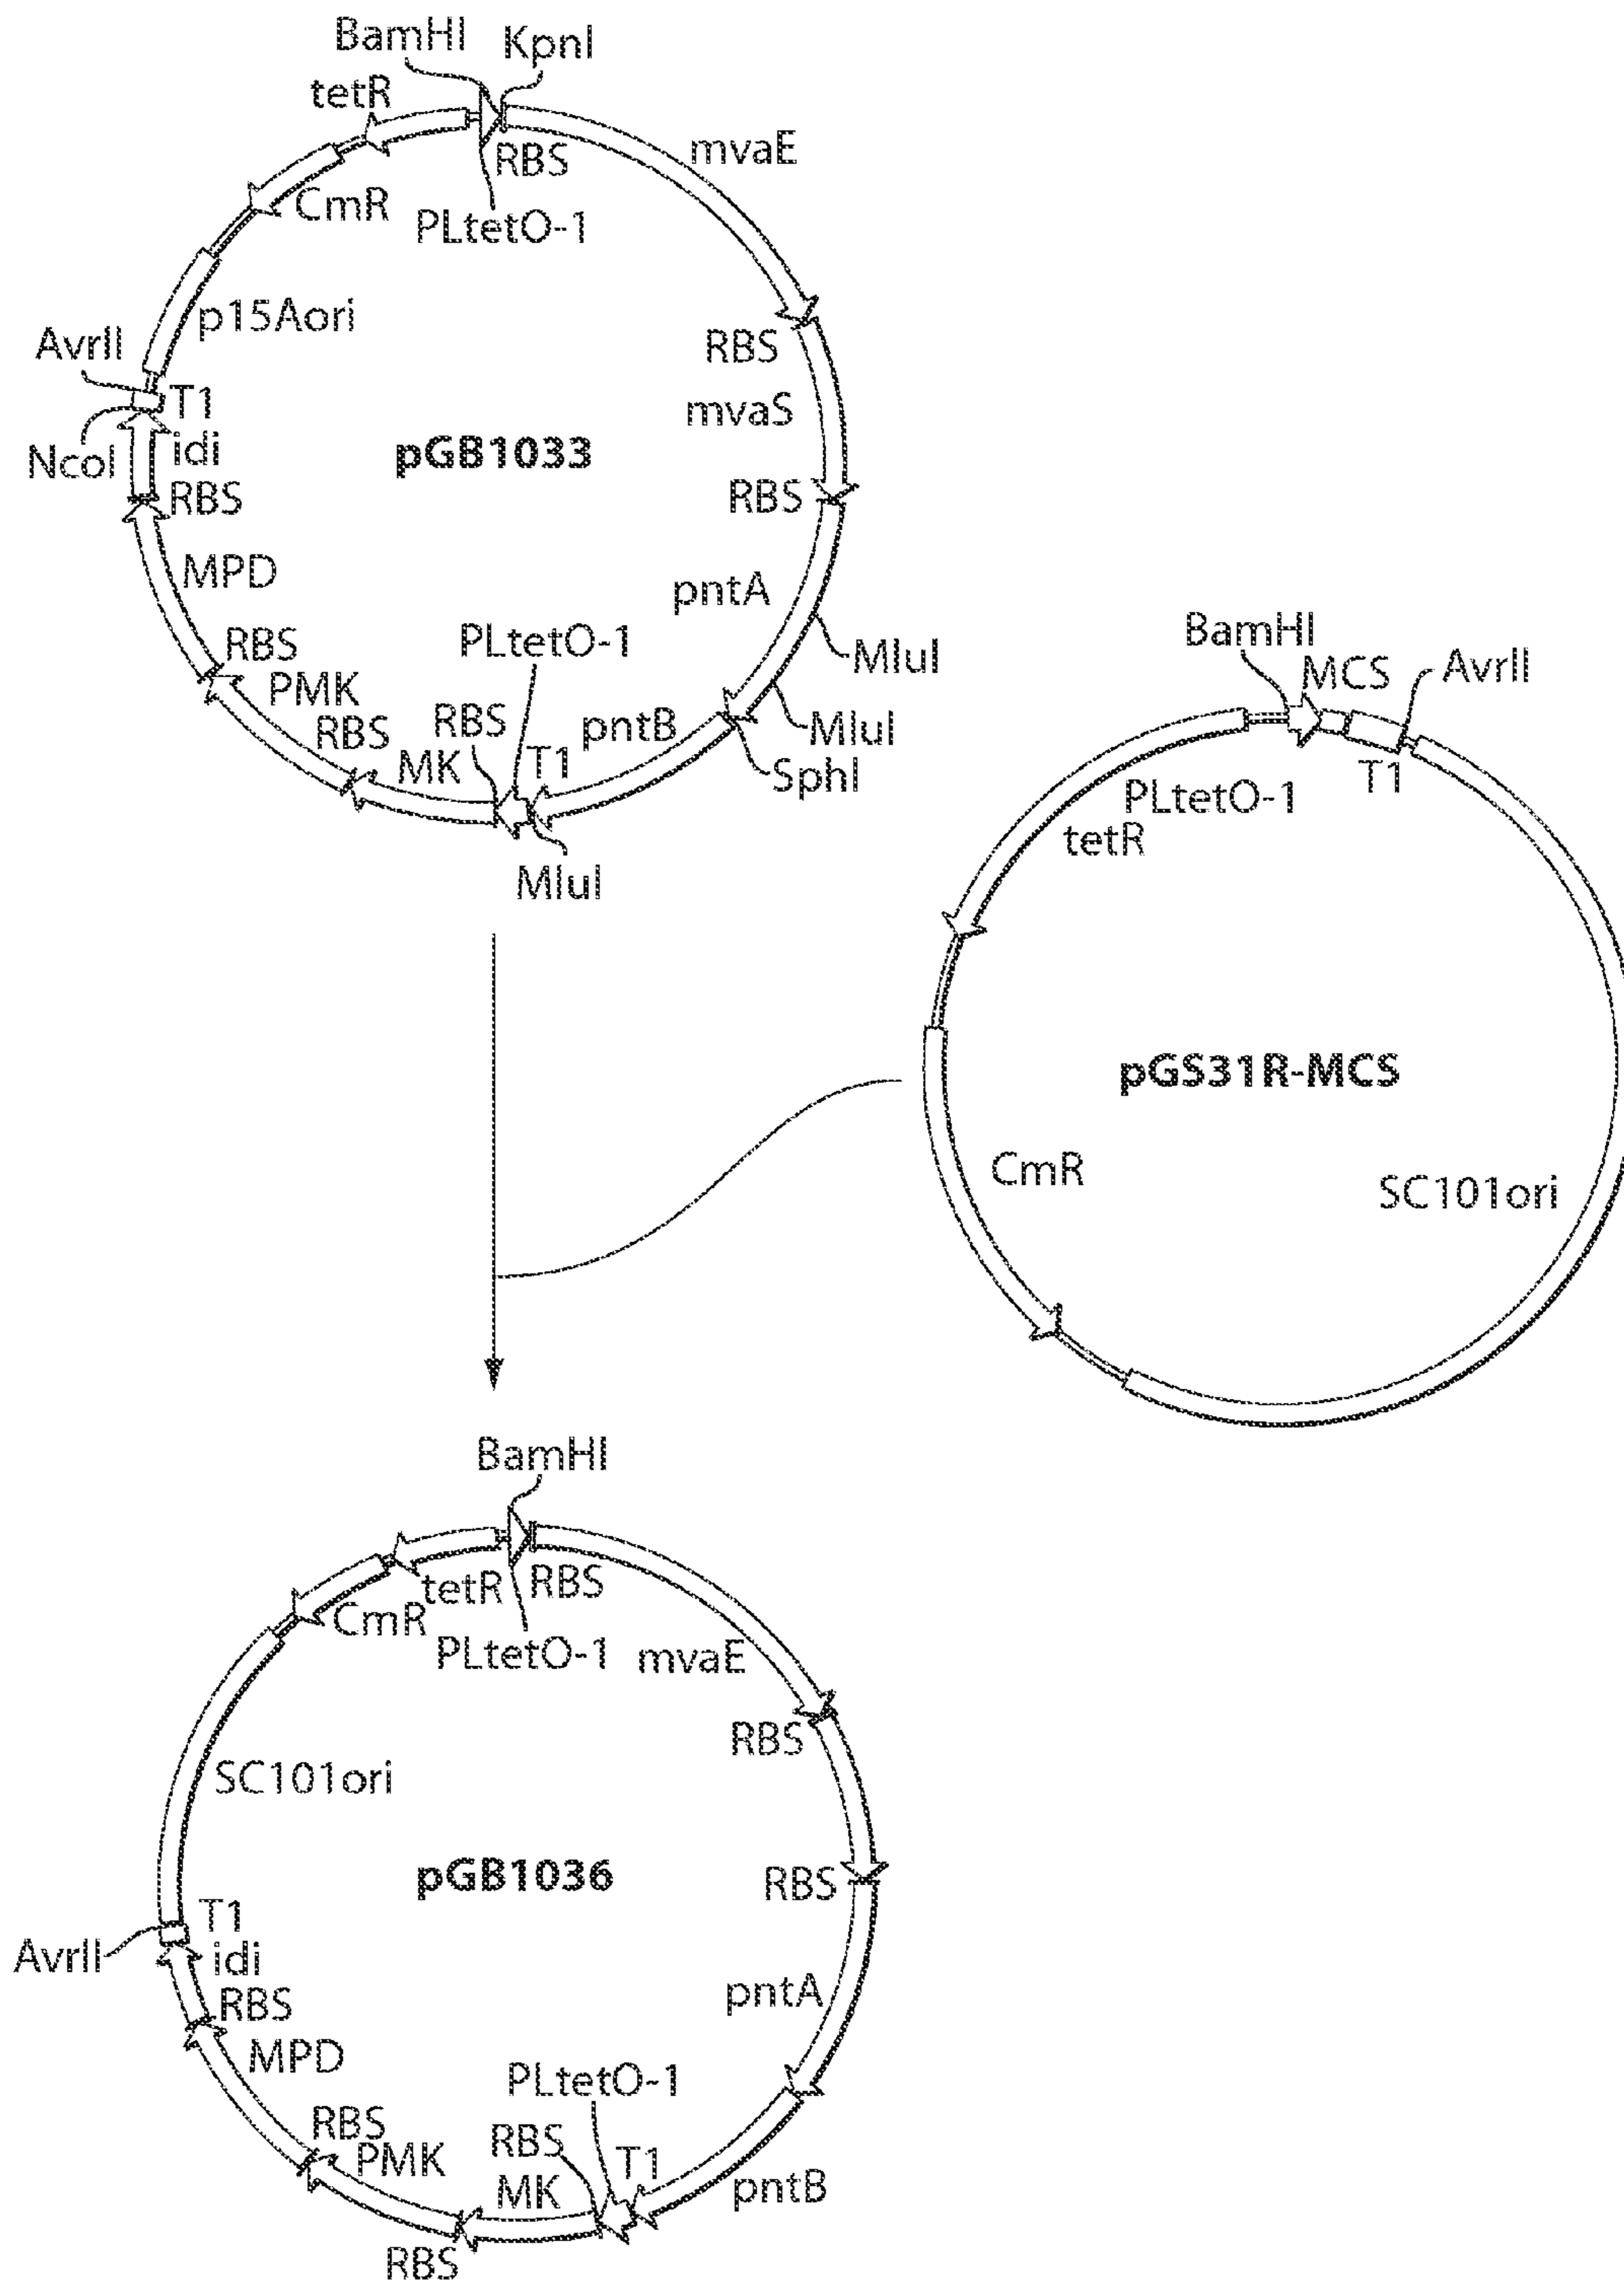 BamHI KpnI
tetR
mvaE
RBS
CmR
PLtetO-1
p15Aori
AvrII
RBS
T1
mvaS
NcoI
idi
pGB1033
RBS
RBS
MPD
pntA
PLtetO-1
RBS
MluI
PMK
RBS
RBS
pntB
MluI
MK
T1
SphI
MluI
BamHI
MCS
AvrII
T1
PLtetO-1
tetR
pGS31R-MCS
CmR
SC101ori
BamHI
tetR
RBS
CmR
PLtetO-1
mvaE
RBS
SC101ori
pGB1036
RBS
T1
AvrII
idi
RBS
pntA
MPD
PLtetO-1
RBS
RBS
PMK
T1
MK
pntB
RBS